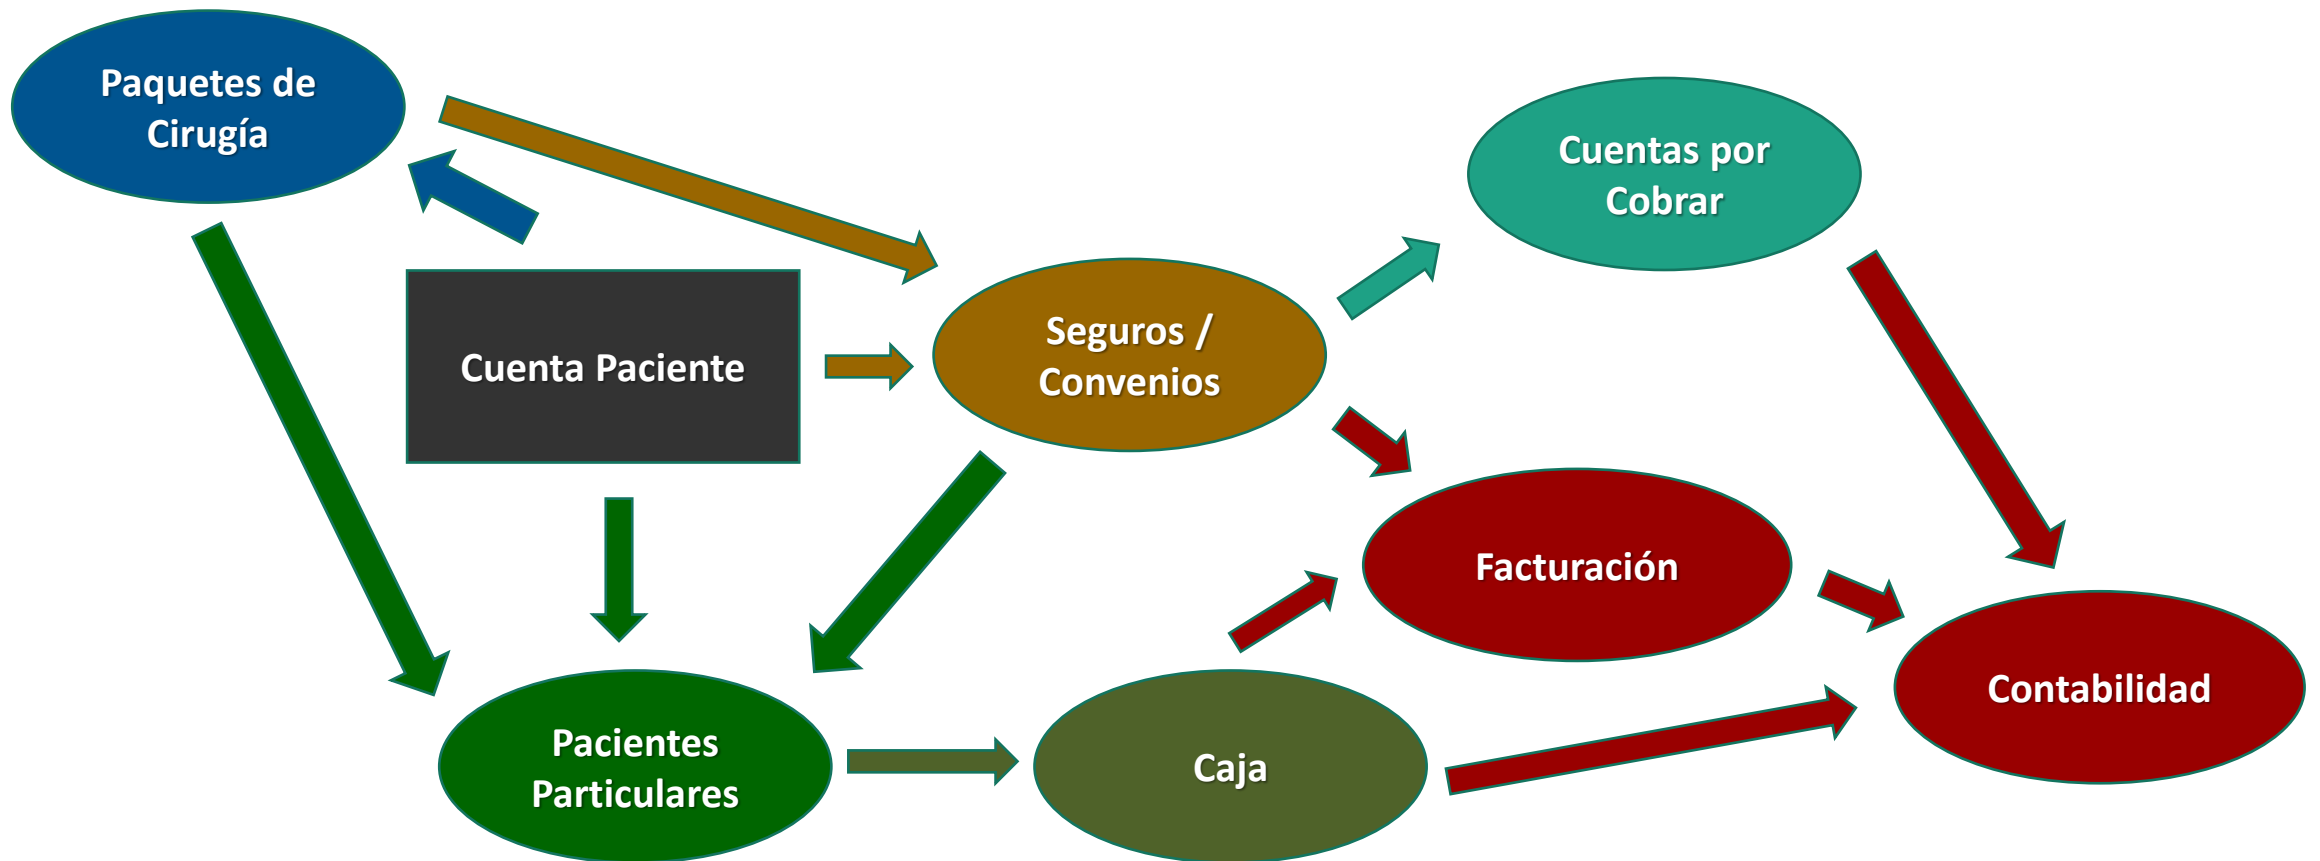 Paquetes de
Cirugía
Cuentas por
Cobrar
Cuenta Paciente
Seguros /
Convenios
Facturación
Contabilidad
Pacientes
Particulares
Caja